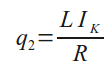 q₂ = L I_K / R